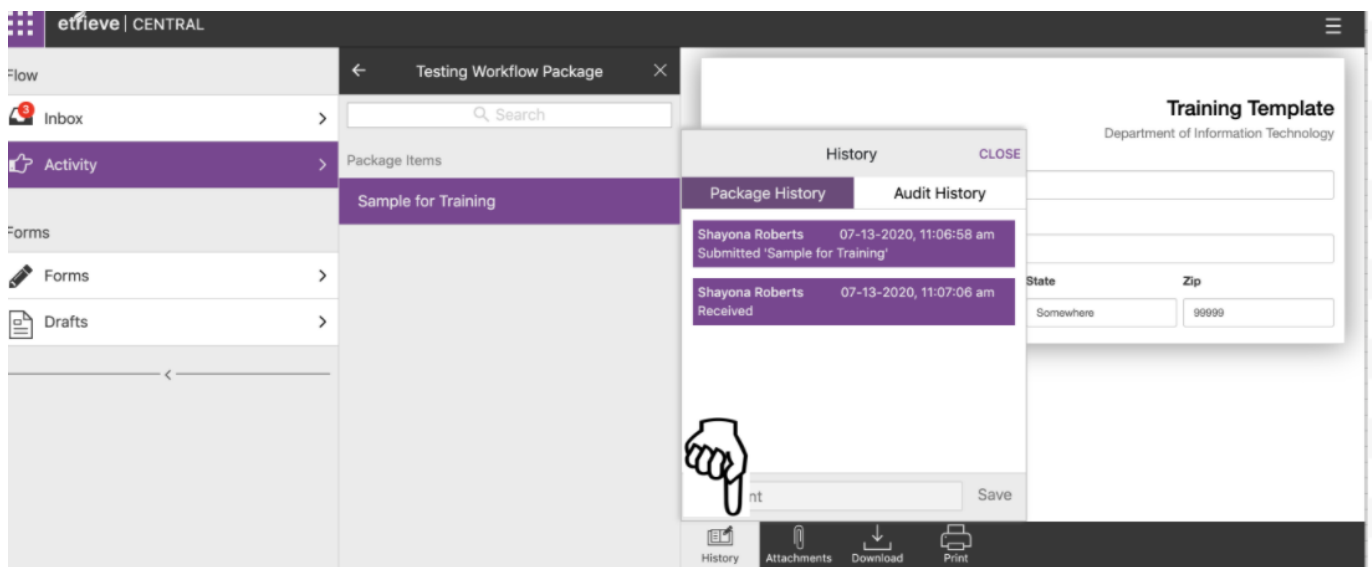 etrieve | CENTRAL
Flow
3
Inbox
Activity
Forms
Forms
Drafts
Testing Workflow Package
Search
Package Items
Sample for Training
Training Template
Department of Information Technology
State Zip
Somewhere 99999
History CLOSE
Package History Audit History
Shayona Roberts 07-13-2020, 11:06:58 am
Submitted 'Sample for Training'
Shayona Roberts 07-13-2020, 11:07:06 am
Received
Save
History Attachments Download Print